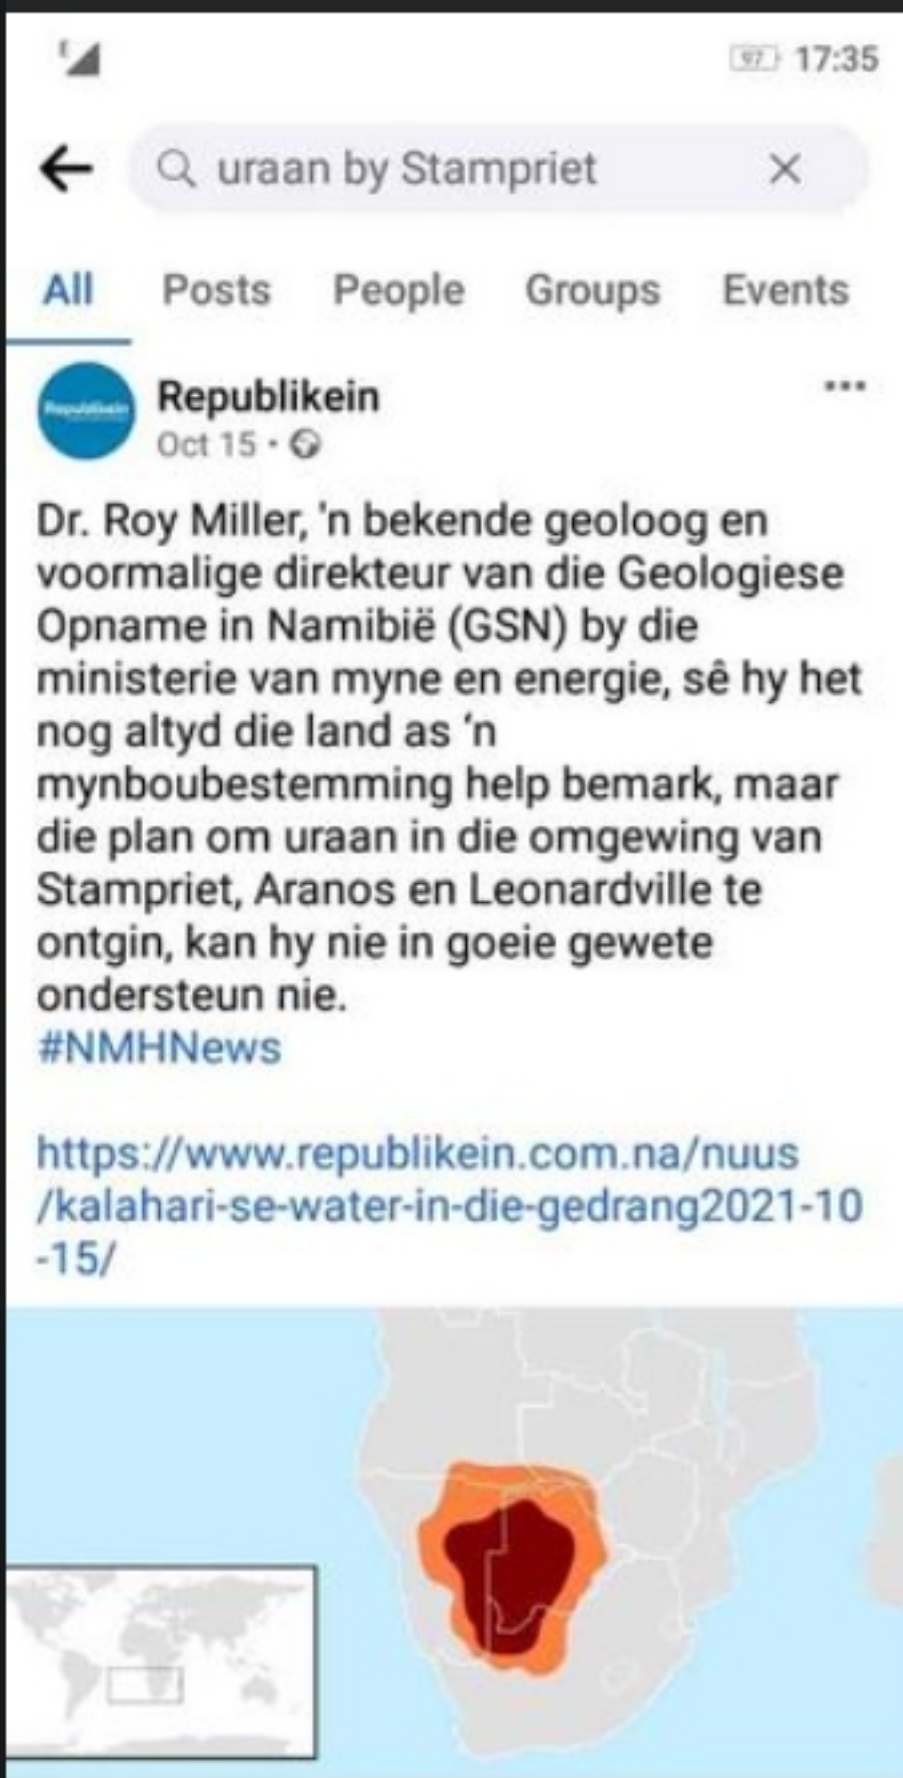 97 17:35
uraan by Stampriet
All Posts People Groups Events
Republikein
Republikein
Oct 15 •
Dr. Roy Miller, 'n bekende geoloog en
voormalige direkteur van die Geologiese
Opname in Namibië (GSN) by die
ministerie van myne en energie, sê hy het
nog altyd die land as ‘n
mynboubestemming help bemark, maar
die plan om uraan in die omgewing van
Stampriet, Aranos en Leonardville te
ontgin, kan hy nie in goeie gewete
ondersteun nie.
#NMHNews
https://www.republikein.com.na/nuus
/kalahari-se-water-in-die-gedrang2021-10
-15/